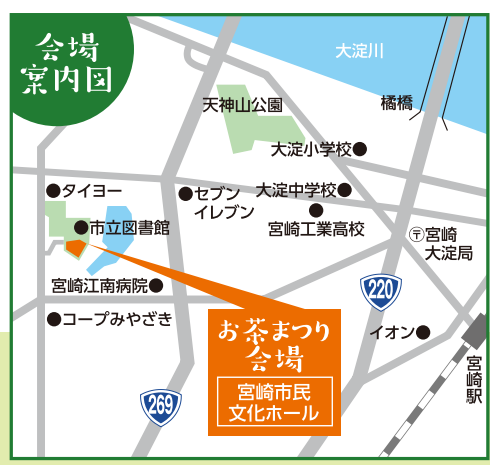 会場
案内図
大淀川
天神山公園
橘橋
大淀小学校
タイヨー
セブン
イレブン
大淀中学校
宮崎工業高校
市立図書館
〒宮崎
大淀局
宮崎江南病院
220
コープみやざき
お茶まつり
会場
宮崎市民
文化ホール
イオン
宮崎駅
269